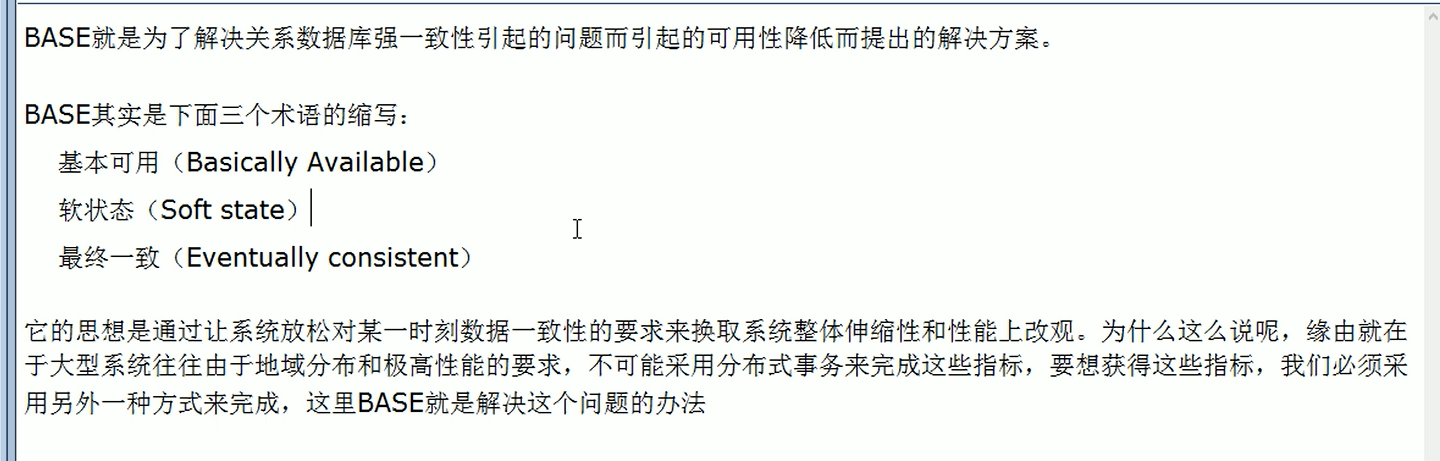 BASE就是为了解决关系数据库强一致性引起的问题而引起的可用性降低而提出的解决方案。
BASE其实是下面三个术语的缩写：
基本可用（Basically Available）
软状态（Soft state）
最终一致（Eventually consistent）
它的思想是通过让系统放松对某一时刻数据一致性的要求来换取系统整体伸缩性和性能上改观。为什么这么说呢，缘由就在
于大型系统往往由于地域分布和极高性能的要求，不可能采用分布式事务来完成这些指标，要想获得这些指标，我们必须采
用另外一种方式来完成，这里BASE就是解决这个问题的办法